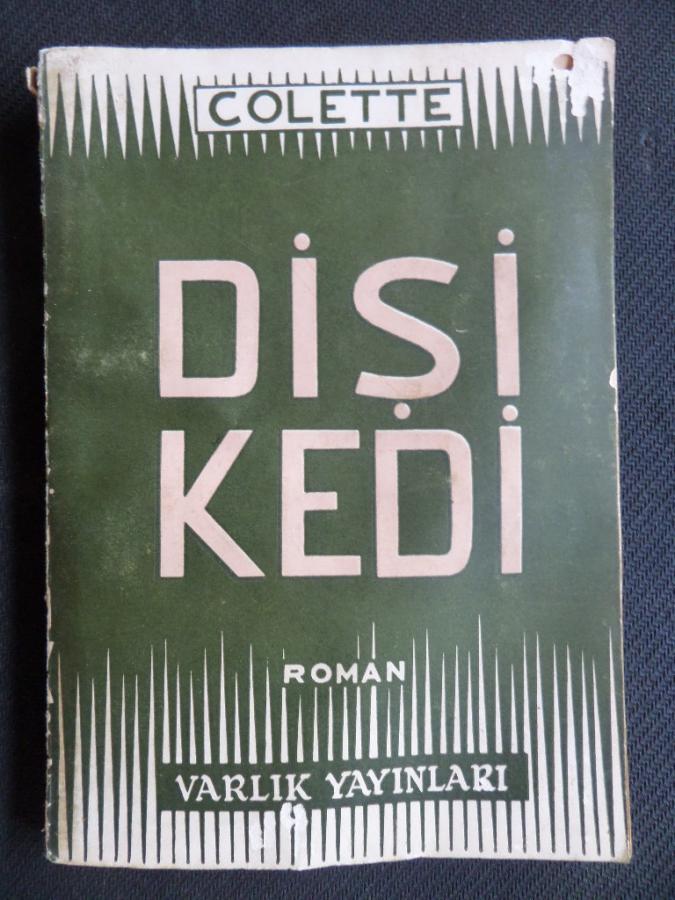 COLETTE
DİŞİ
KEDİ
ROMAN
VARLIK YAYINLARI